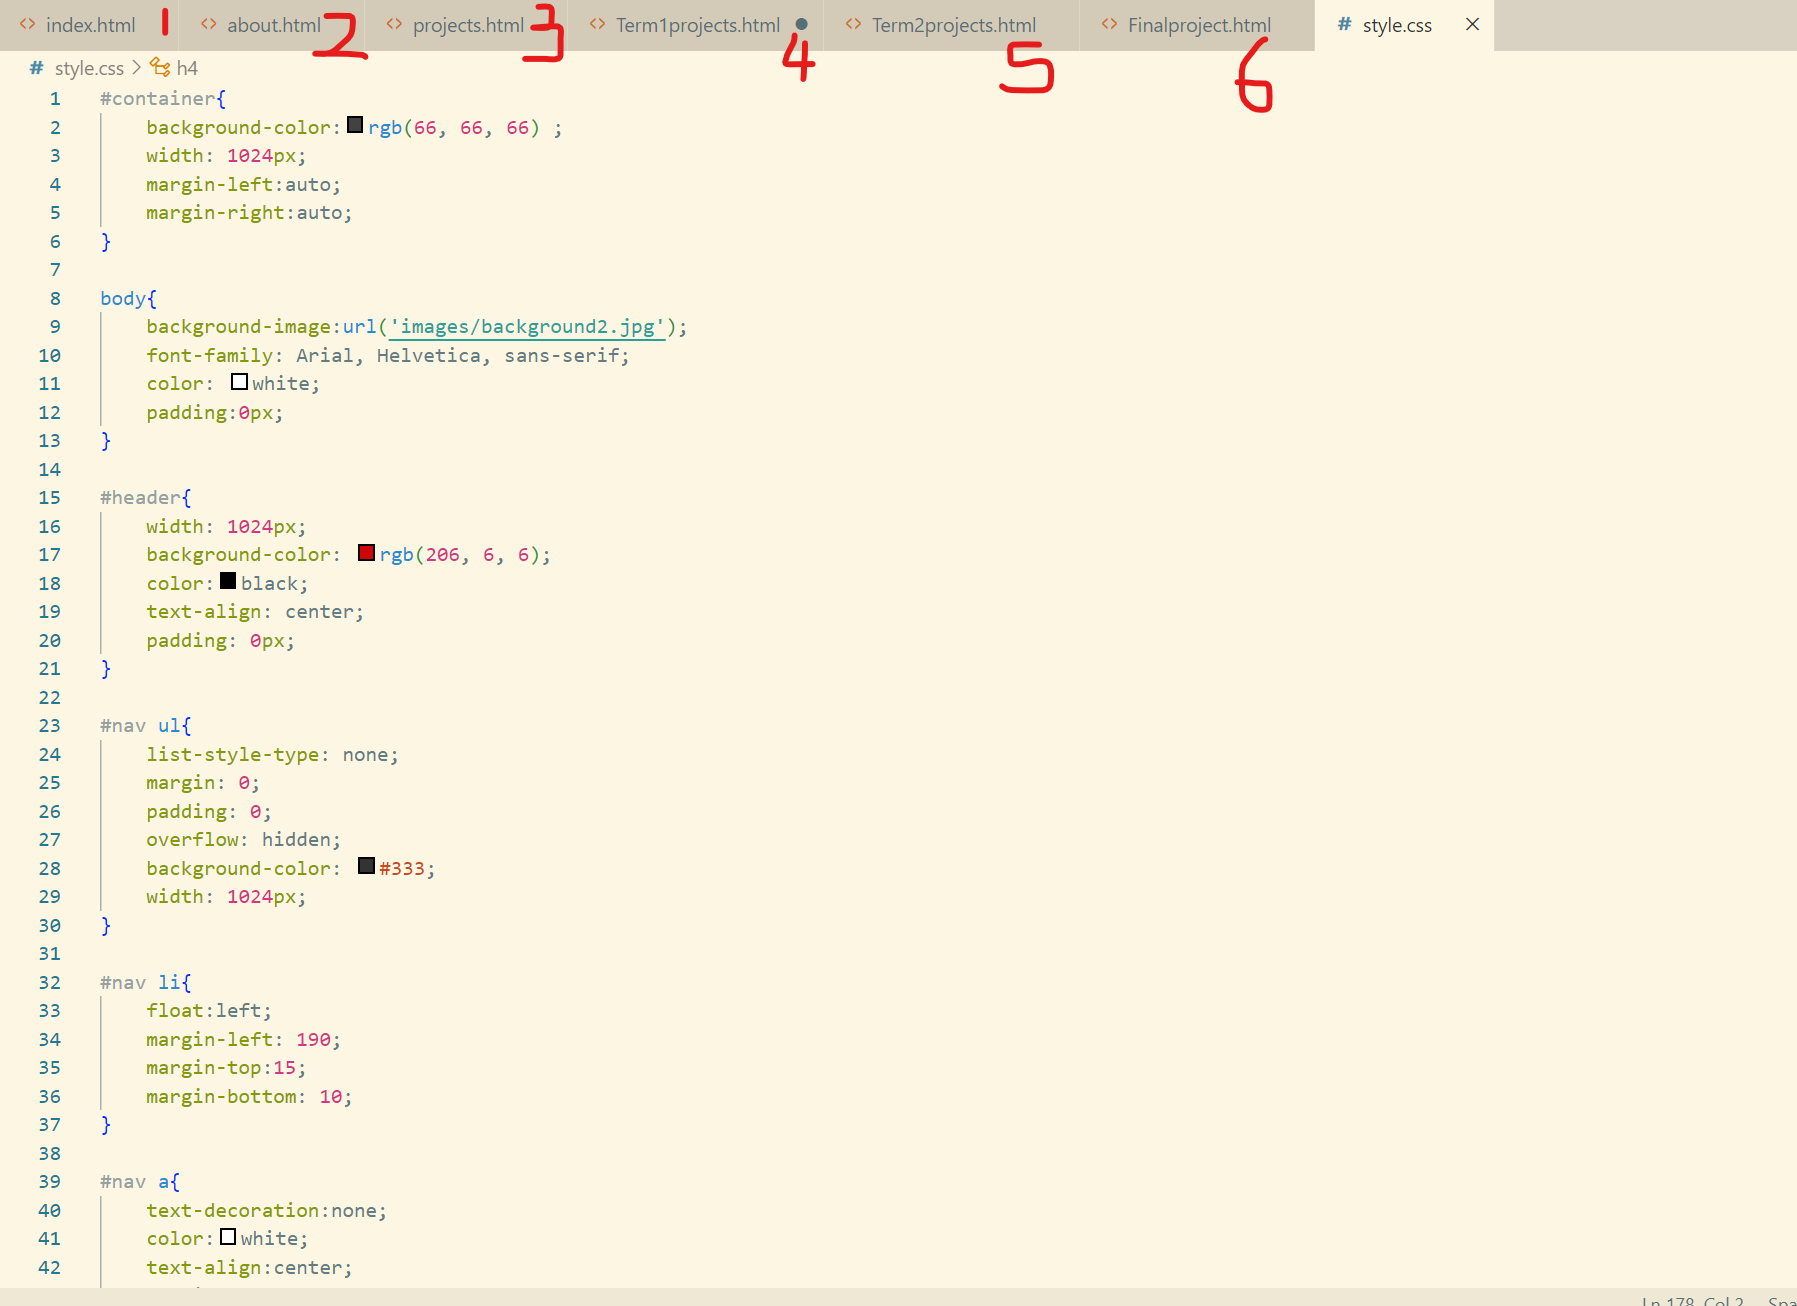 <> index.html 1 <> about.html 2 <> projects.html 3 <> Term1projects.html 4 <> Term2projects.html 5 <> Finalproject.html 6 # style.css
# style.css > h4
1 #container{
2 background-color: rgb(66, 66, 66) ;
3 width: 1024px;
4 margin-left:auto;
5 margin-right:auto;
6 }
7
8 body{
9 background-image:url('images/background2.jpg');
10 font-family: Arial, Helvetica, sans-serif;
11 color: white;
12 padding:0px;
13 }
14
15 #header{
16 width: 1024px;
17 background-color: rgb(206, 6, 6);
18 color: black;
19 text-align: center;
20 padding: 0px;
21 }
22
23 #nav ul{
24 list-style-type: none;
25 margin: 0;
26 padding: 0;
27 overflow: hidden;
28 background-color: #333;
29 width: 1024px;
30 }
31
32 #nav li{
33 float:left;
34 margin-left: 190;
35 margin-top:15;
36 margin-bottom: 10;
37 }
38
39 #nav a{
40 text-decoration:none;
41 color: white;
42 text-align:center;
Ln 178, Col 2 Spa